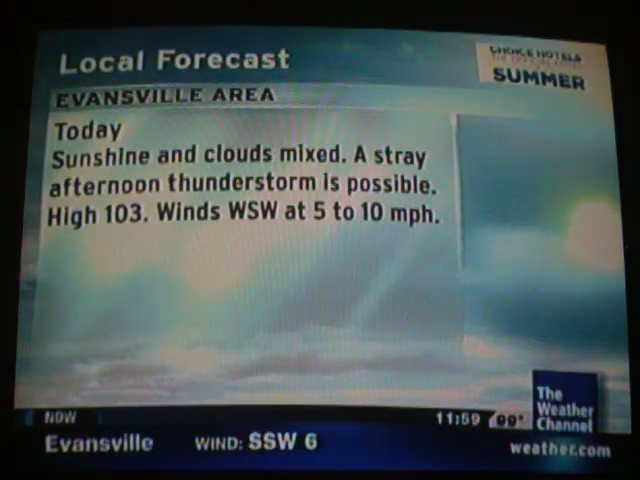 Local Forecast
CHOICE HOTELS
SUMMER
EVANSVILLE AREA
Today
Sunshine and clouds mixed. A stray
afternoon thunderstorm is possible.
High 103. Winds WSW at 5 to 10 mph.
The
Weather
Channel
NOW
11:59 99°
Evansville WIND: SSW 6
weather.com